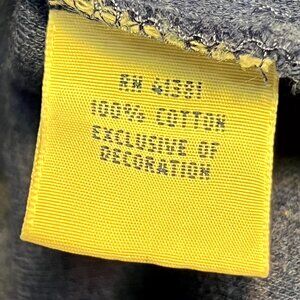 RN 41381
100% COTTON
EXCLUSIVE OF
DECORATION